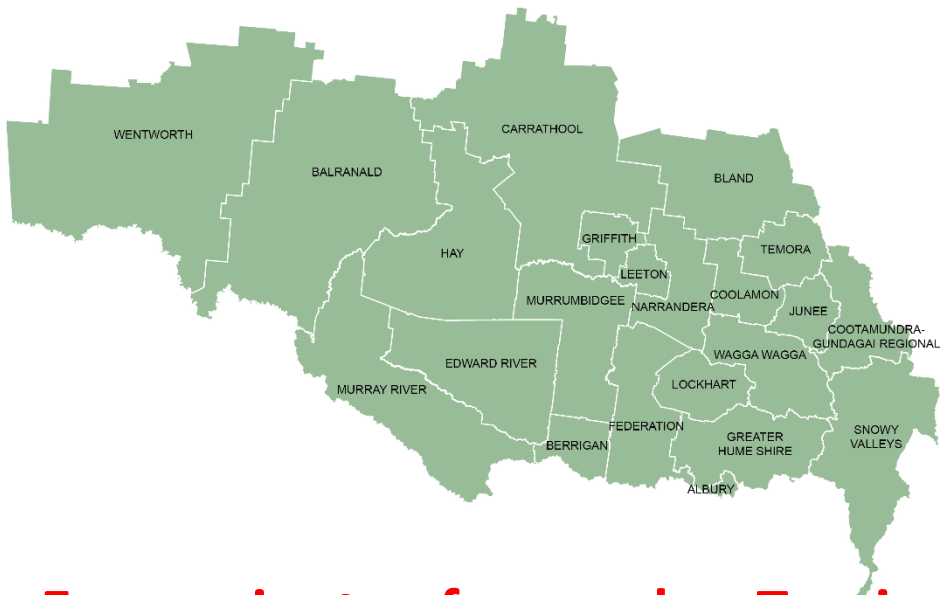 CARRATHOOL
WENTWORTH
BALRANALD
BLAND
GRIFFITH
TEMORA
HAY
LEETON
MURRUMBIDGEE
COOLAMON
NARRANDERA
JUNEE
COOTAMUNDRA-
GUNDAGAI REGIONAL
WAGGA WAGGA
EDWARD RIVER
LOCKHART
MURRAY RIVER
FEDERATION
SNOWY
VALLEYS
GREATER
HUME SHIRE
BERRIGAN
ALBURY